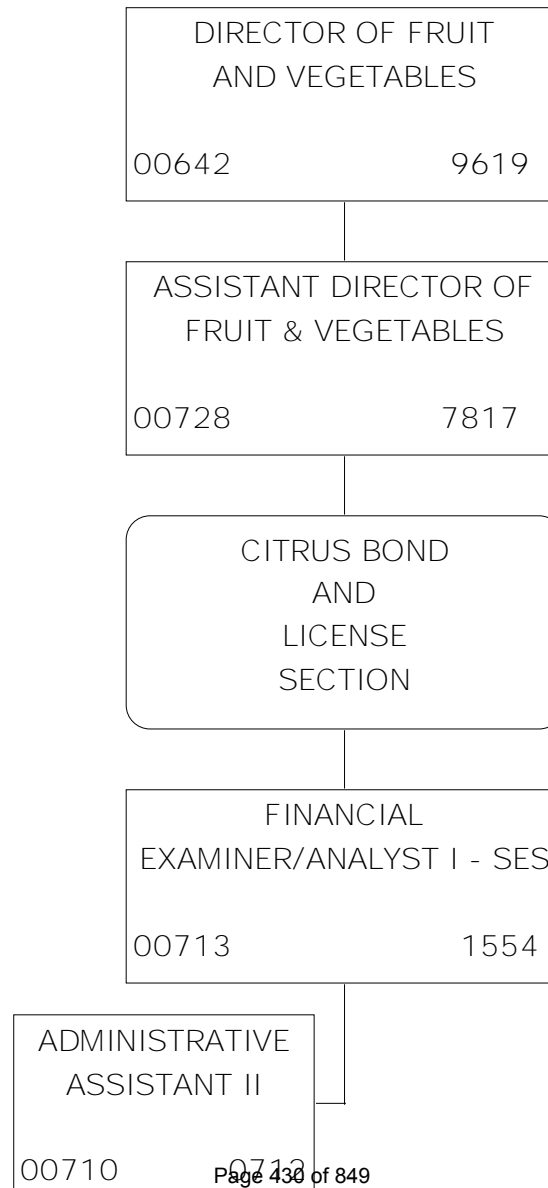 DIRECTOR OF FRUIT
AND VEGETABLES
00642 9619
ASSISTANT DIRECTOR OF
FRUIT & VEGETABLES
00728 7817
CITRUS BOND
AND
LICENSE
SECTION
FINANCIAL
EXAMINER/ANALYST I - SES
00713 1554
ADMINISTRATIVE
ASSISTANT II
00710
Page 430 of 849